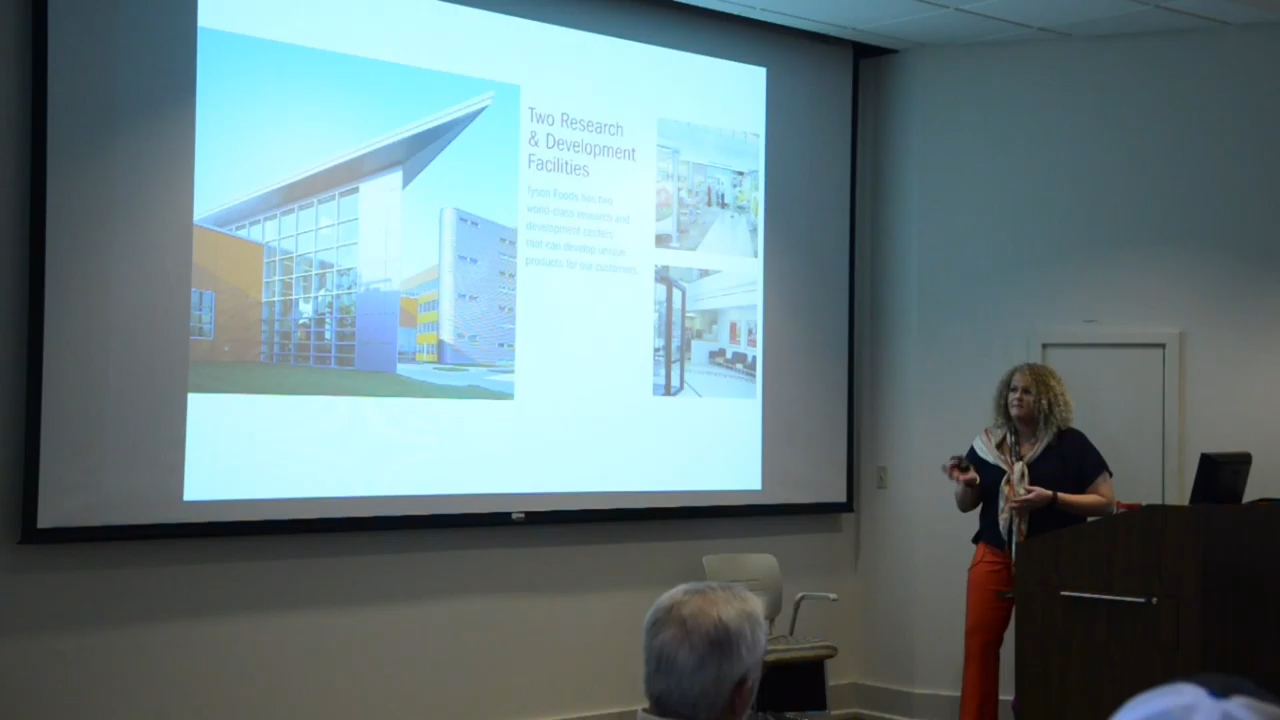 Two Research
& Development
Facilities
Tyson Foods has two
world-class research and
development centers
that can develop unique
products for our customers.